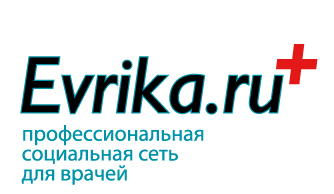 Evrika.ru
профессиональная
социальная сеть
для врачей